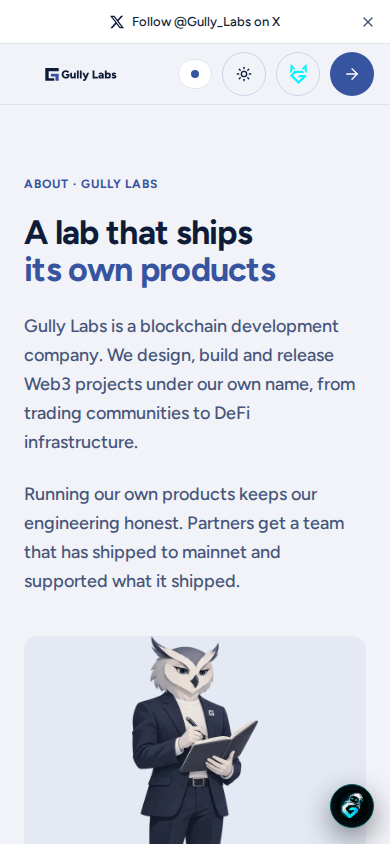 Follow @Gully_Labs on X
Gully Labs
ABOUT · GULLY LABS
A lab that ships
its own products
Gully Labs is a blockchain development
company. We design, build and release
Web3 projects under our own name, from
trading communities to DeFi
infrastructure.
Running our own products keeps our
engineering honest. Partners get a team
that has shipped to mainnet and
supported what it shipped.